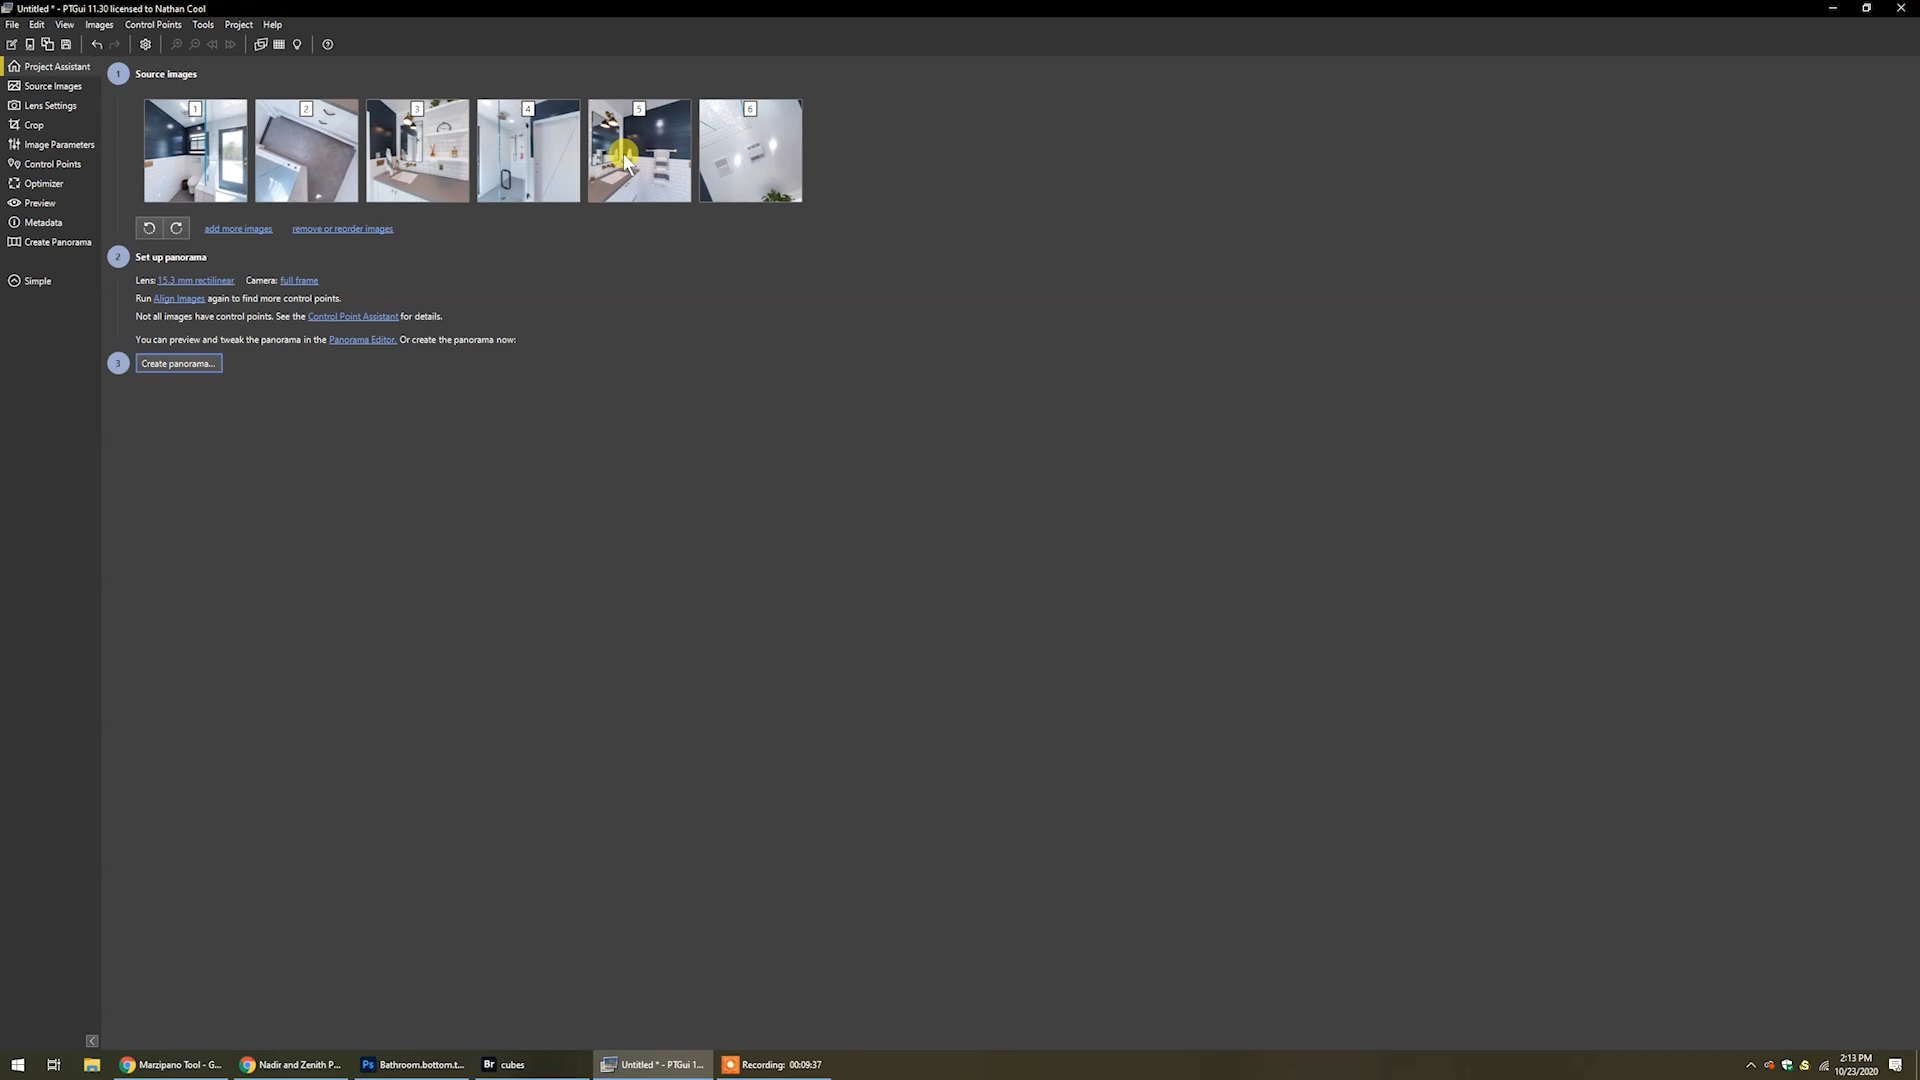 Untitled * - PTGui 11.30 licensed to Nathan Cool
File Edit View Images Control Points Tools Project Help
Project Assistant
Source Images
Lens Settings
Crop
Image Parameters
Control Points
Optimizer
Preview
Metadata
Create Panorama
Simple
1 Source images
1 2 3 4 5 6
add more images remove or reorder images
2 Set up panorama
Lens: 15.3 mm rectilinear Camera: full frame
Run Align Images again to find more control points.
Not all images have control points. See the Control Point Assistant for details.
You can preview and tweak the panorama in the Panorama Editor. Or create the panorama now:
3 Create panorama...
Marzipano Tool - G... Nadir and Zenith P... Ps Bathroom.bottom.t... Br cubes Untitled * - PTGui 1... Recording: 00:09:37
2:13 PM
10/23/2020